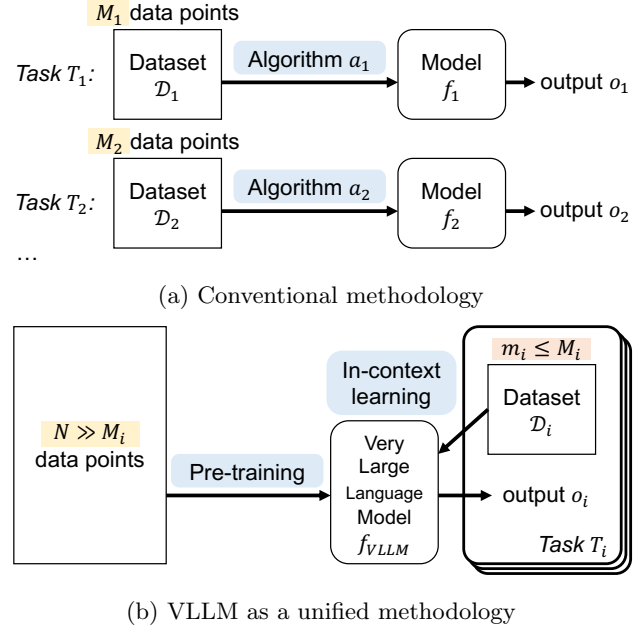 M₁ data points
Task T₁:
Dataset
𝒟₁
Algorithm a₁
Model
f₁
output o₁
M₂ data points
Task T₂:
Dataset
𝒟₂
Algorithm a₂
Model
f₂
output o₂
...
(a) Conventional methodology
N ≫ Mᵢ
data points
Pre-training
In-context
learning
Very
Large
Language
Model
f_VLLM
mᵢ ≤ Mᵢ
Dataset
𝒟ᵢ
output oᵢ
Task Tᵢ
(b) VLLM as a unified methodology